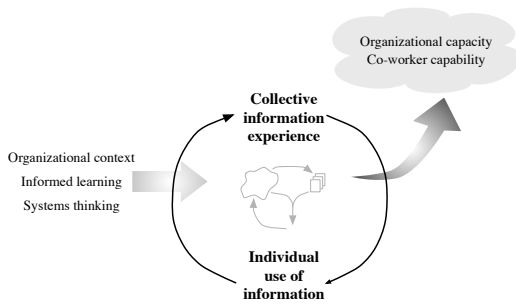 Organizational capacity
Co-worker capability
Collective
information
experience
Organizational context
Informed learning
Systems thinking
Individual
use of
information